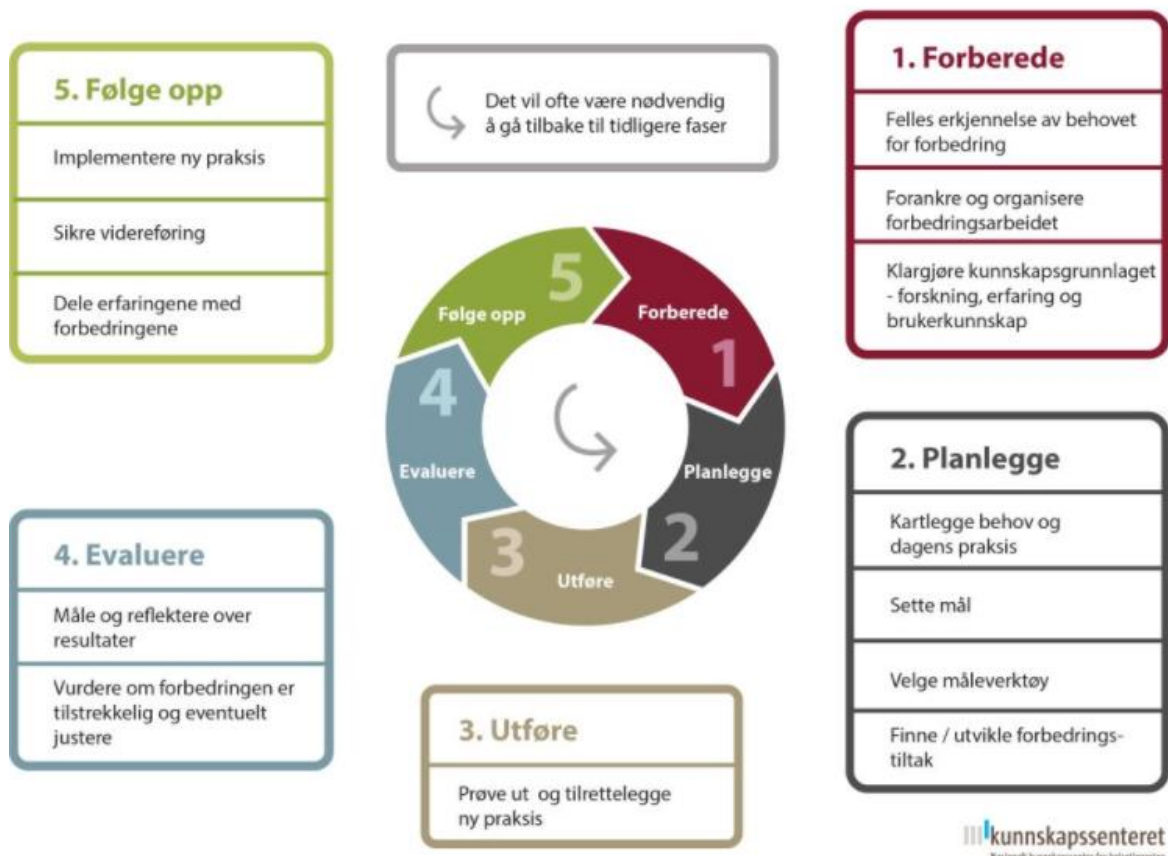 Det vil ofte være nødvendig
å gå tilbake til tidligere faser
1. Forberede
Felles erkjennelse av behovet
for forbedring
Forankre og organisere
forbedringsarbeidet
Klargjøre kunnskapsgrunnlaget
- forskning, erfaring og
brukerkunnskap
2. Planlegge
Kartlegge behov og
dagens praksis
Sette mål
Velge måleverktøy
Finne / utvikle forbedrings-
tiltak
3. Utføre
Prøve ut og tilrettelegge
ny praksis
4. Evaluere
Måle og reflektere over
resultater
Vurdere om forbedringen er
tilstrekkelig og eventuelt
justere
5. Følge opp
Implementere ny praksis
Sikre videreføring
Dele erfaringene med
forbedringene
Forberede
1
Planlegge
2
Utføre
3
Evaluere
4
Følge opp
5
kunnskapssenteret